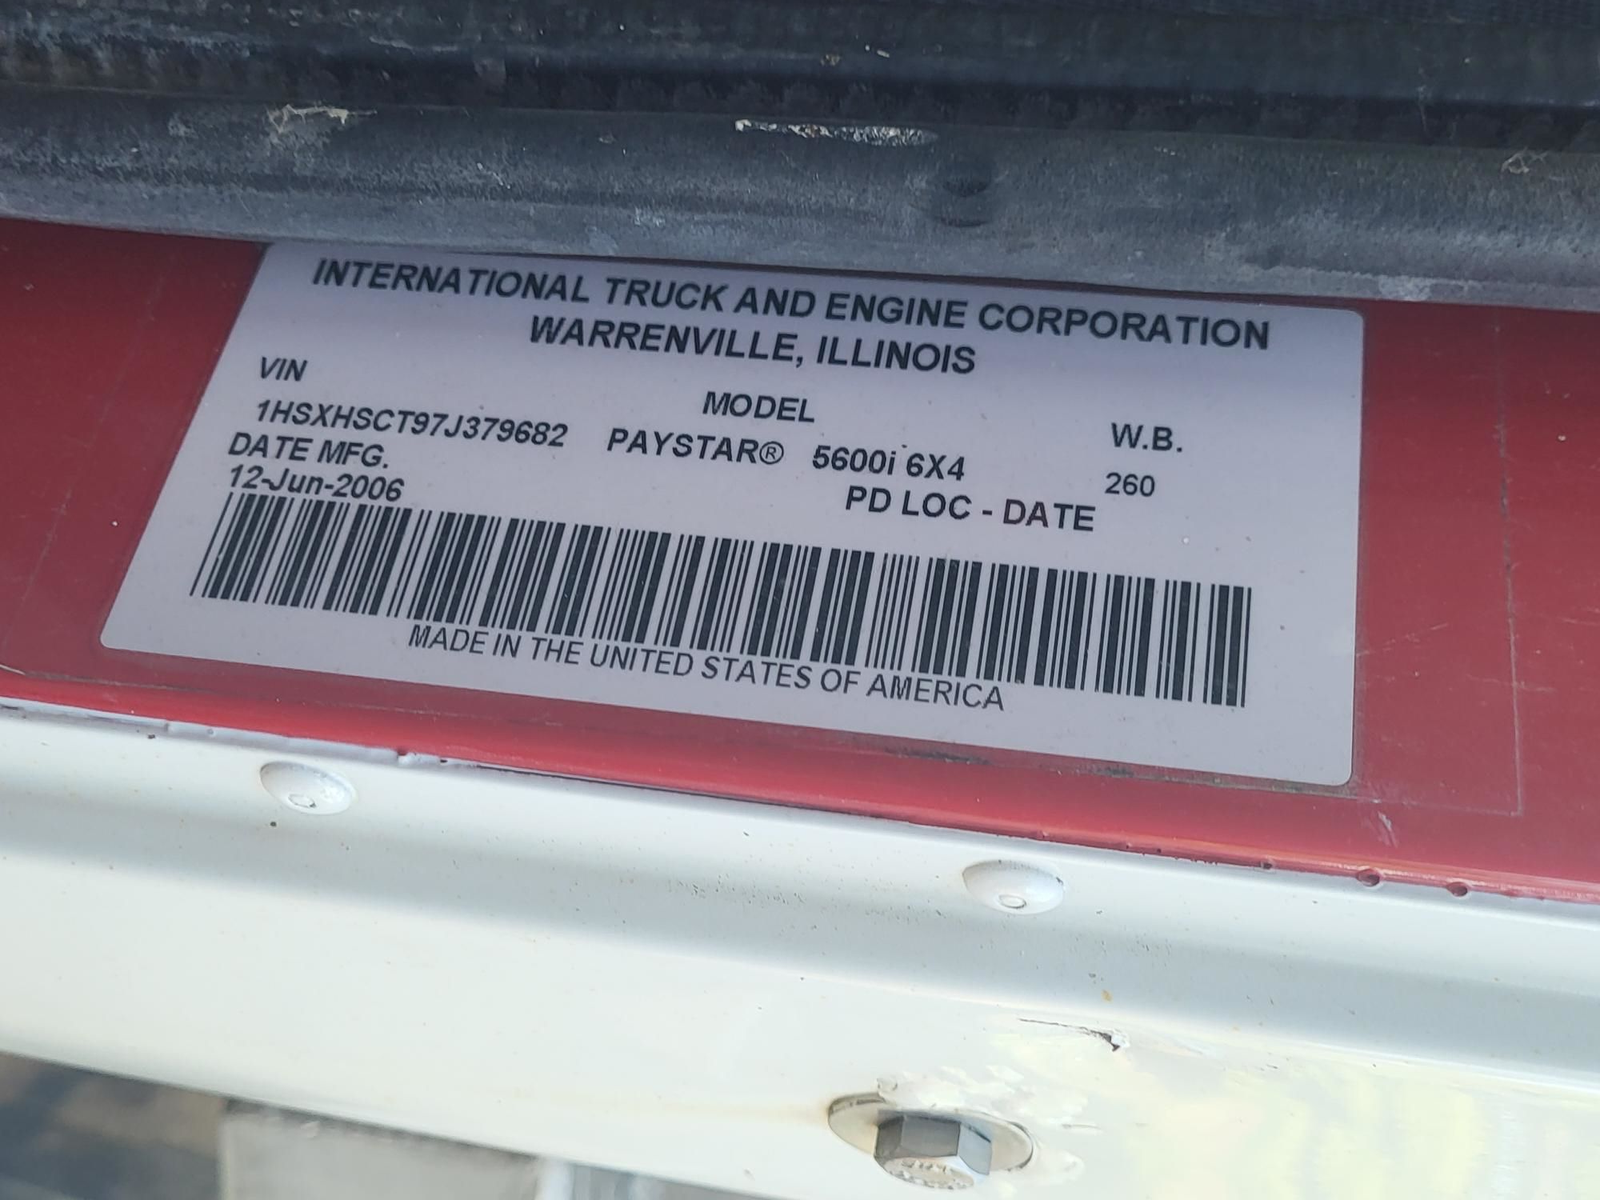 INTERNATIONAL TRUCK AND ENGINE CORPORATION
WARRENVILLE, ILLINOIS
VIN MODEL W.B.
1HSXHSCT97J379682 PAYSTAR® 5600i 6X4 260
DATE MFG. PD LOC - DATE
12-Jun-2006
MADE IN THE UNITED STATES OF AMERICA